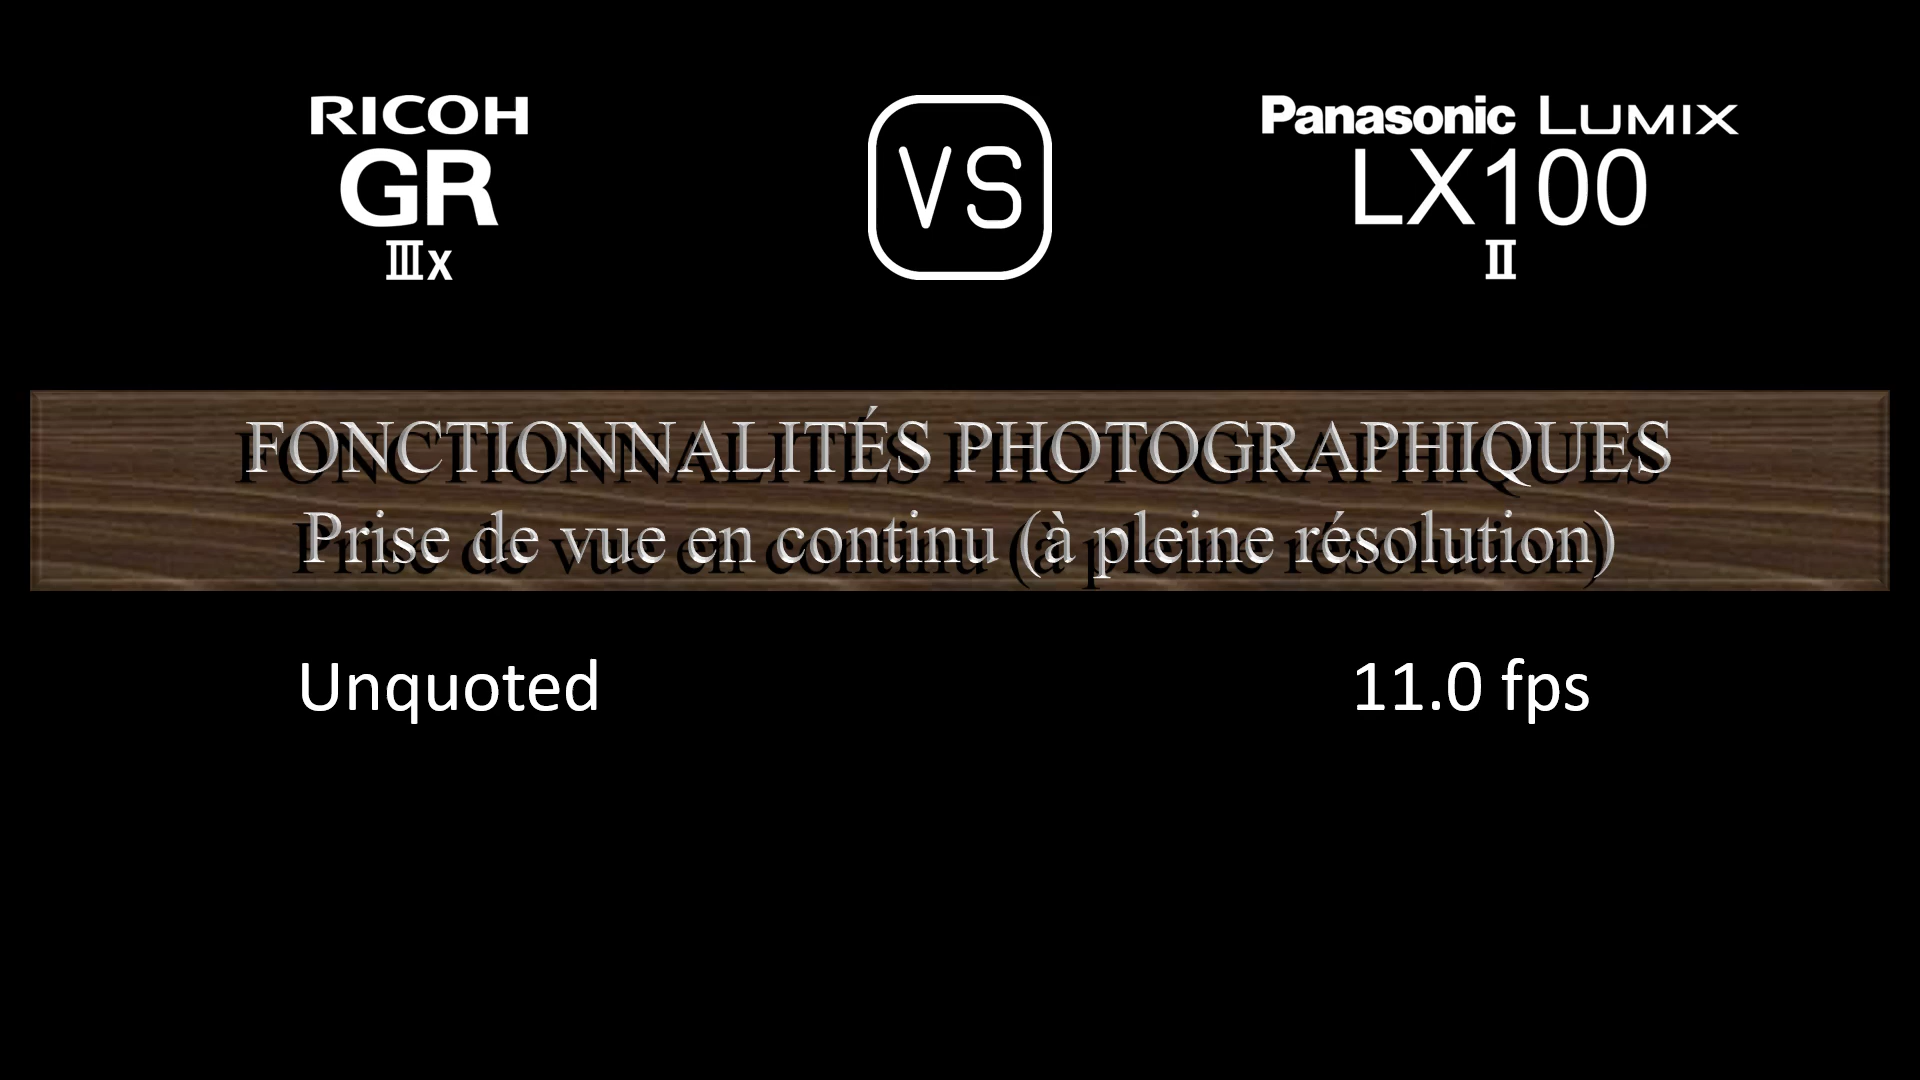 RICOH
GR
IIIx
VS
Panasonic LUMIX
LX100
II
FONCTIONNALITÉS PHOTOGRAPHIQUES
Prise de vue en continu (à pleine résolution)
Unquoted
11.0 fps